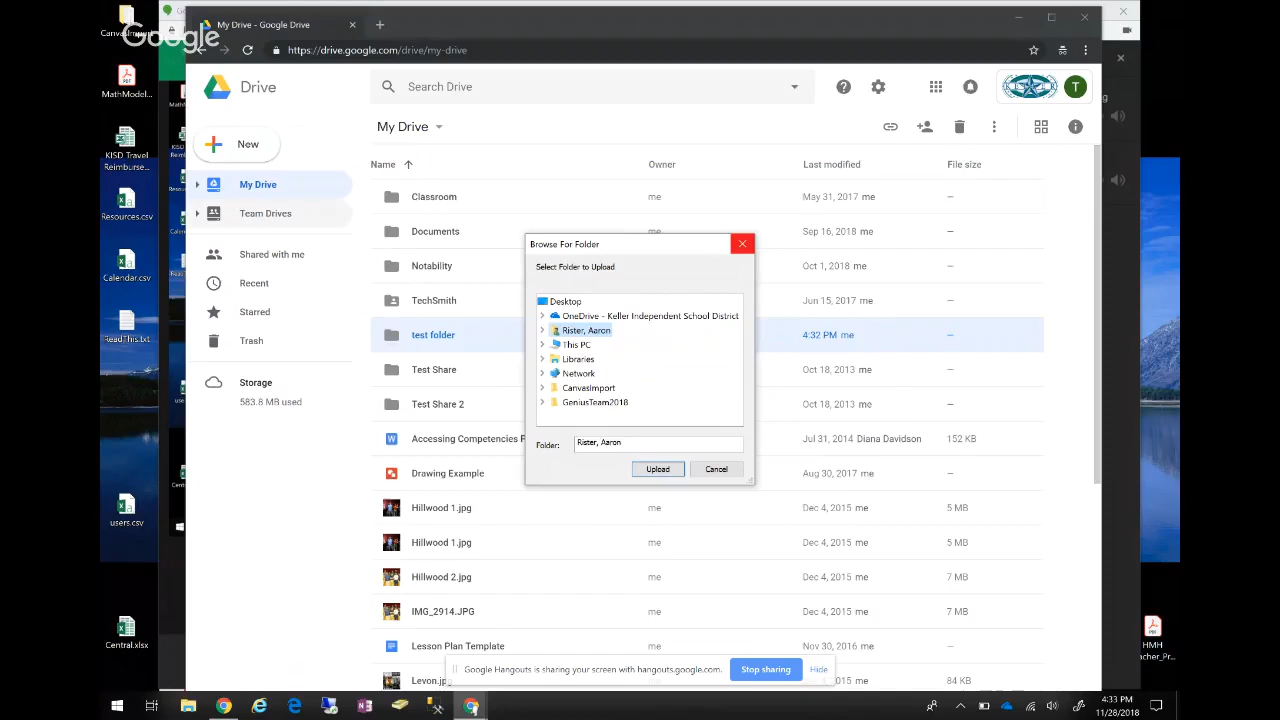 CanvasImport
Google
My Drive - Google Drive
https://drive.google.com/drive/my-drive
MathModel...
Drive
Search Drive
T
New
My Drive
KISD Travel
Reimburse...
Name
Owner
Last modified
File size
My Drive
Classroom
me
May 31, 2017 me
–
Team Drives
Resources.csv
Documents
me
Sep 16, 2018 me
–
Shared with me
Notability
Oct 1, 2018 me
–
Calendar.csv
Recent
TechSmith
Jun 15, 2017 me
–
Starred
test folder
4:32 PM me
–
ReadThis.txt
Trash
Test Share
Oct 18, 2013 me
–
Storage
583.8 MB used
Test Share 2
Oct 18, 2013 me
–
Accessing Competencies F
Jul 31, 2014 Diana Davidson
152 KB
Drawing Example
Aug 30, 2017 me
–
Hillwood 1.jpg
me
Dec 4, 2015 me
5 MB
users.csv
Hillwood 1.jpg
me
Dec 4, 2015 me
5 MB
Hillwood 2.jpg
me
Dec 4, 2015 me
7 MB
IMG_2914.JPG
me
Dec 4, 2015 me
7 MB
Central.xlsx
Lesson Plan Template
me
Nov 30, 2016 me
–
Levon.jpg
4, 2015 me
84 KB
Browse For Folder
Select Folder to Upload
Desktop
OneDrive - Keller Independent School District
Rister, Aaron
This PC
Libraries
Network
CanvasImport
GeniusTeam2018
Folder:
Rister, Aaron
Upload
Cancel
Google Hangouts is sharing your screen with hangouts.google.com.
Stop sharing
Hide
HMH
acher_Pr...
4:33 PM
11/28/2018